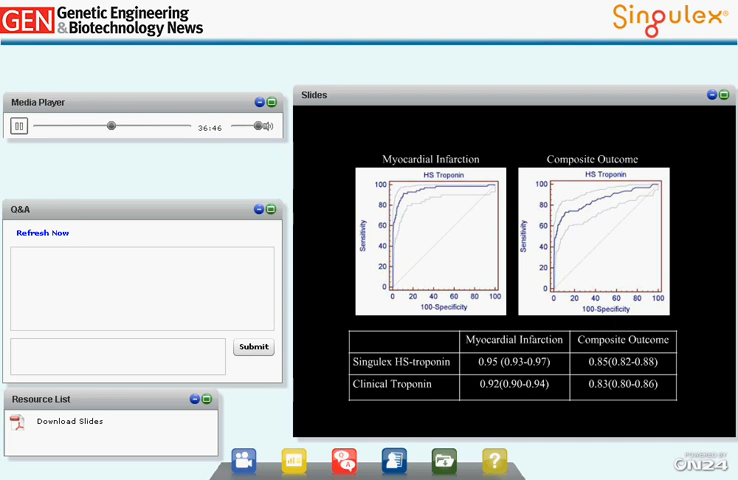 GEN Genetic Engineering
& Biotechnology News
Singulex®
Media Player
36:46
Q&A
Refresh Now
Submit
Resource List
Download Slides
Slides
Myocardial Infarction
HS Troponin
100
80
60
40
20
0
Sensitivity
0 20 40 60 80 100
100-Specificity
Composite Outcome
HS Troponin
100
80
60
40
20
0
Sensitivity
0 20 40 60 80 100
100-Specificity
Myocardial Infarction Composite Outcome
Singulex HS-troponin 0.95 (0.93-0.97) 0.85(0.82-0.88)
Clinical Troponin 0.92(0.90-0.94) 0.83(0.80-0.86)
Q
A
?
POWERED BY
ON24